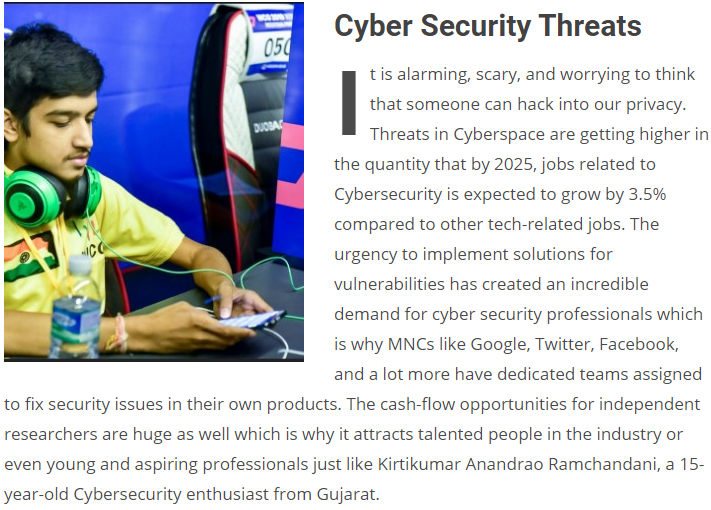 Cyber Security Threats
It is alarming, scary, and worrying to think
that someone can hack into our privacy.
Threats in Cyberspace are getting higher in
the quantity that by 2025, jobs related to
Cybersecurity is expected to grow by 3.5%
compared to other tech-related jobs. The
urgency to implement solutions for
vulnerabilities has created an incredible
demand for cyber security professionals which
is why MNCs like Google, Twitter, Facebook,
and a lot more have dedicated teams assigned
to fix security issues in their own products. The cash-flow opportunities for independent
researchers are huge as well which is why it attracts talented people in the industry or
even young and aspiring professionals just like Kirtikumar Anandrao Ramchandani, a 15-
year-old Cybersecurity enthusiast from Gujarat.